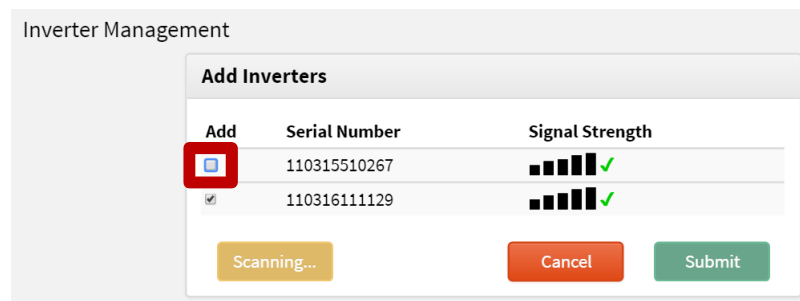 Inverter Management
Add Inverters
Add Serial Number Signal Strength
110315510267
110316111129
Scanning... Cancel Submit